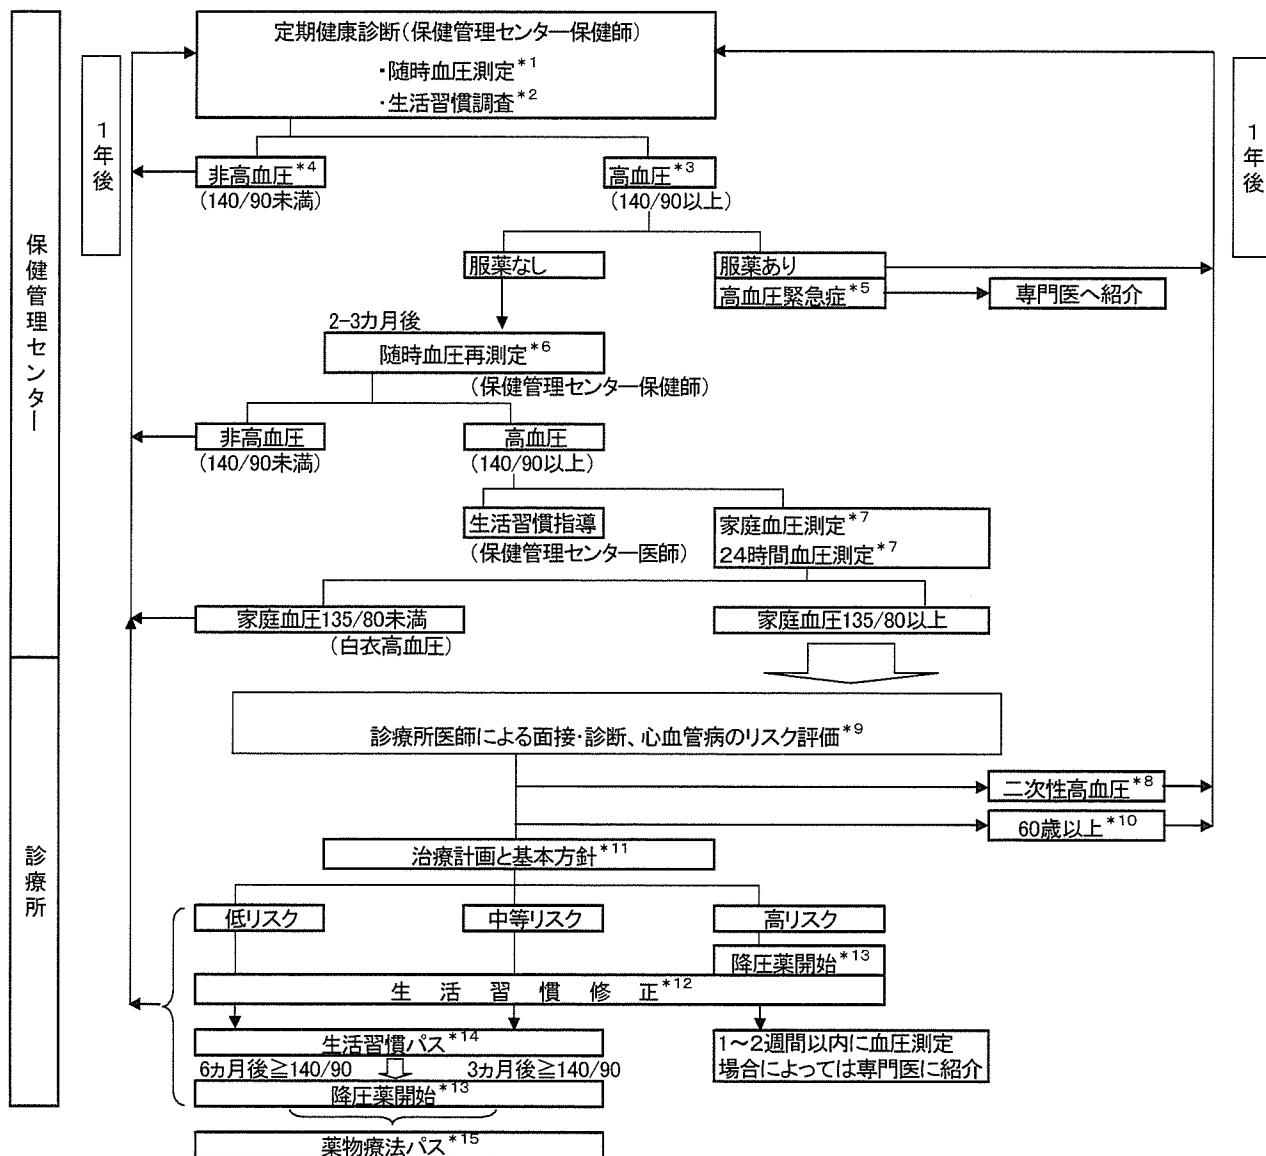 定期健康診断(保健管理センター保健師)
・随時血圧測定*1
・生活習慣調査*2
1年後
1年後
非高血圧*4
(140/90未満)
高血圧*3
(140/90以上)
保健管理センター
服薬なし
服薬あり
高血圧緊急症*5
専門医へ紹介
2-3カ月後
随時血圧再測定*6
(保健管理センター保健師)
非高血圧
(140/90未満)
高血圧
(140/90以上)
生活習慣指導
(保健管理センター医師)
家庭血圧測定*7
24時間血圧測定*7
家庭血圧135/80未満
(白衣高血圧)
家庭血圧135/80以上
診療所
診療所医師による面接・診断、心血管病のリスク評価*9
二次性高血圧*8
60歳以上*10
治療計画と基本方針*11
低リスク
中等リスク
高リスク
降圧薬開始*13
生活習慣修正*12
生活習慣パス*14
6ヵ月後≧140/90
3ヵ月後≧140/90
1～2週間以内に血圧測定
場合によっては専門医に紹介
降圧薬開始*13
薬物療法パス*15